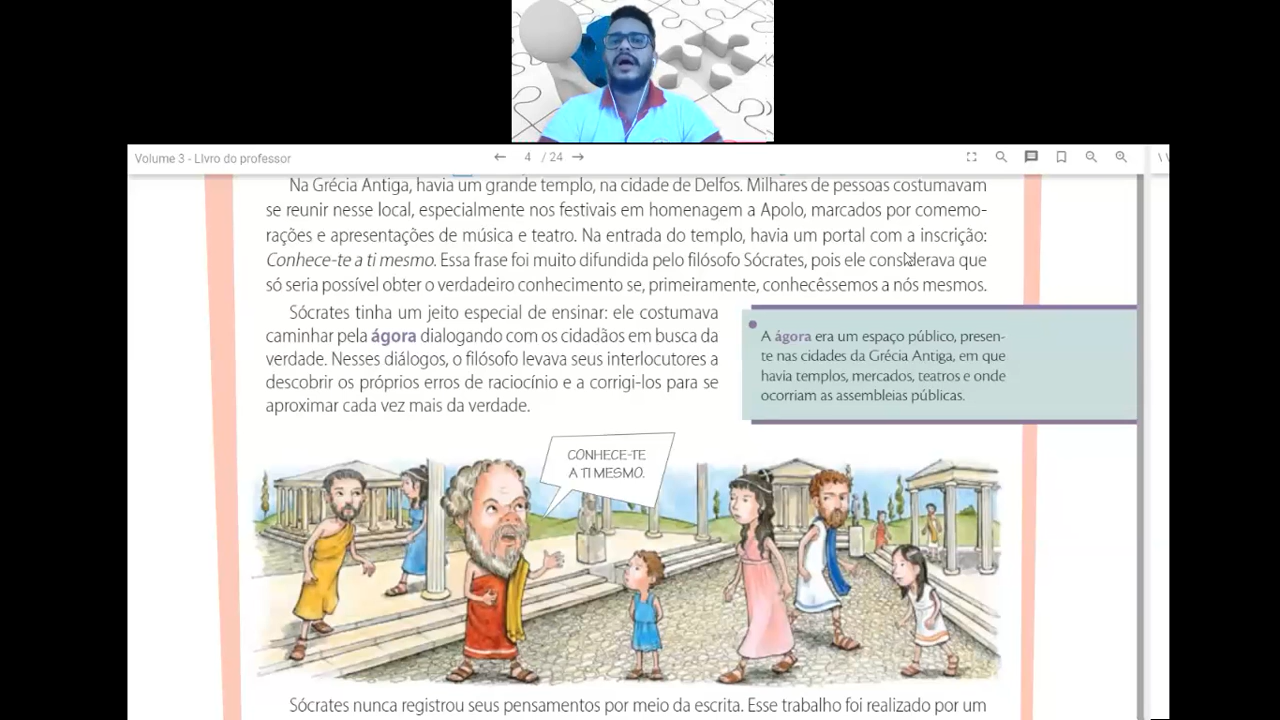 Volume 3 - LIvro do professor
4 / 24
Na Grécia Antiga, havia um grande templo, na cidade de Delfos. Milhares de pessoas costumavam
se reunir nesse local, especialmente nos festivais em homenagem a Apolo, marcados por comemo-
rações e apresentações de música e teatro. Na entrada do templo, havia um portal com a inscrição:
Conhece-te a ti mesmo. Essa frase foi muito difundida pelo filósofo Sócrates, pois ele considerava que
só seria possível obter o verdadeiro conhecimento se, primeiramente, conhecêssemos a nós mesmos.
Sócrates tinha um jeito especial de ensinar: ele costumava
caminhar pela ágora dialogando com os cidadãos em busca da
verdade. Nesses diálogos, o filósofo levava seus interlocutores a
descobrir os próprios erros de raciocínio e a corrigi-los para se
aproximar cada vez mais da verdade.
A ágora era um espaço público, presen-
te nas cidades da Grécia Antiga, em que
havia templos, mercados, teatros e onde
ocorriam as assembleias públicas.
CONHECE-TE
A TI MESMO.
Sócrates nunca registrou seus pensamentos por meio da escrita. Esse trabalho foi realizado por um